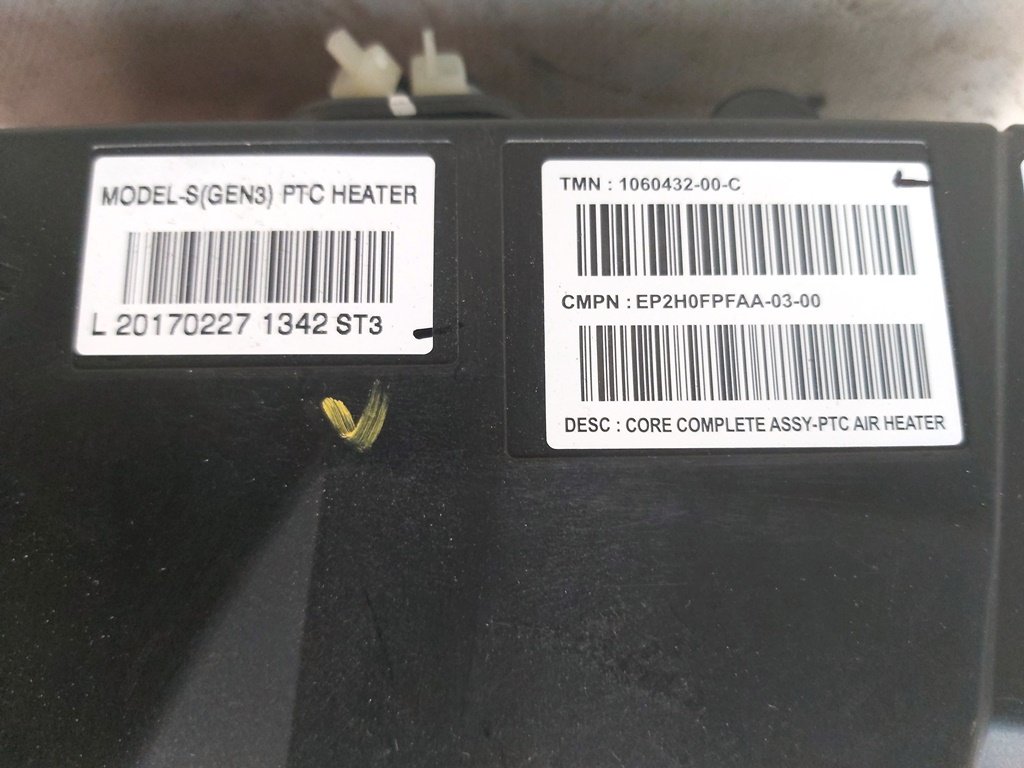 MODEL-S(GEN3) PTC HEATER
L 20170227 1342 ST3
TMN : 1060432-00-C
CMPN : EP2H0FPFAA-03-00
DESC : CORE COMPLETE ASSY-PTC AIR HEATER